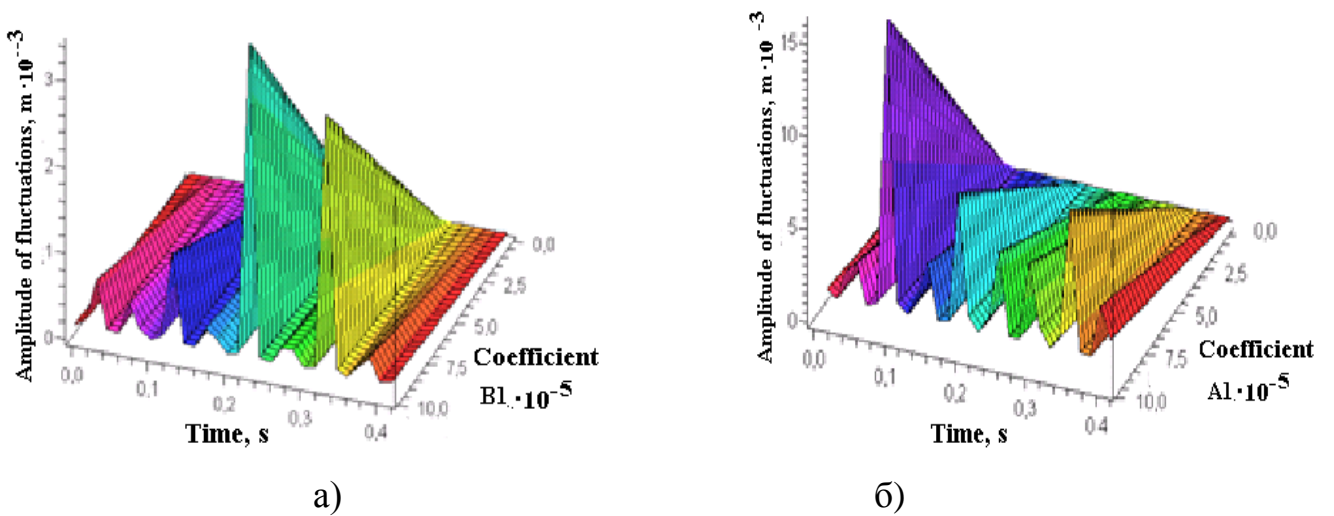 Amplitude of fluctuations, m ·10⁻⁻³
3
2
1
0
0,0
0,1
0,2
0,3
0,4
Time, s
0,0
2,5
5,0
7,5
10,0
Coefficient
B1.·10⁻⁵
a)
Amplitude of fluctuations, m ·10 ⁻³
15
10
5
0
0,0
0,1
0,2
0,3
0,4
Time, s
0,0
2,5
5,0
7,5
10,0
Coefficient
A1.·10⁻⁵
б)